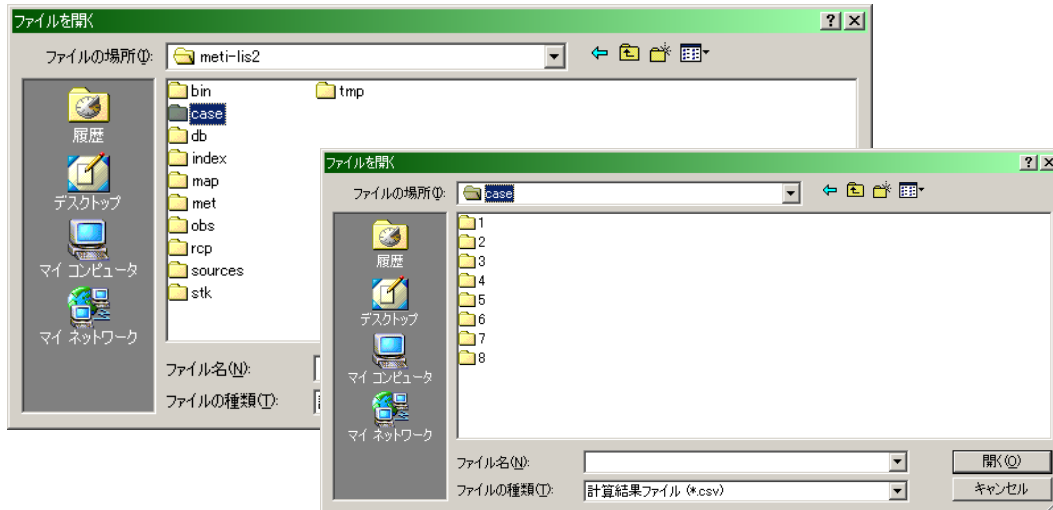 ファイルを開く
ファイルの場所(I): meti-lis2
履歴
デスクトップ
マイ コンピュータ
マイ ネットワーク
bin
case
db
index
map
met
obs
rcp
sources
stk
tmp
ファイル名(N):
ファイルの種類(T):
ファイルを開く
ファイルの場所(I): case
履歴
デスクトップ
マイ コンピュータ
マイ ネットワーク
1
2
3
4
5
6
7
8
ファイル名(N):
開く(O)
ファイルの種類(T): 計算結果ファイル (*.csv)
キャンセル